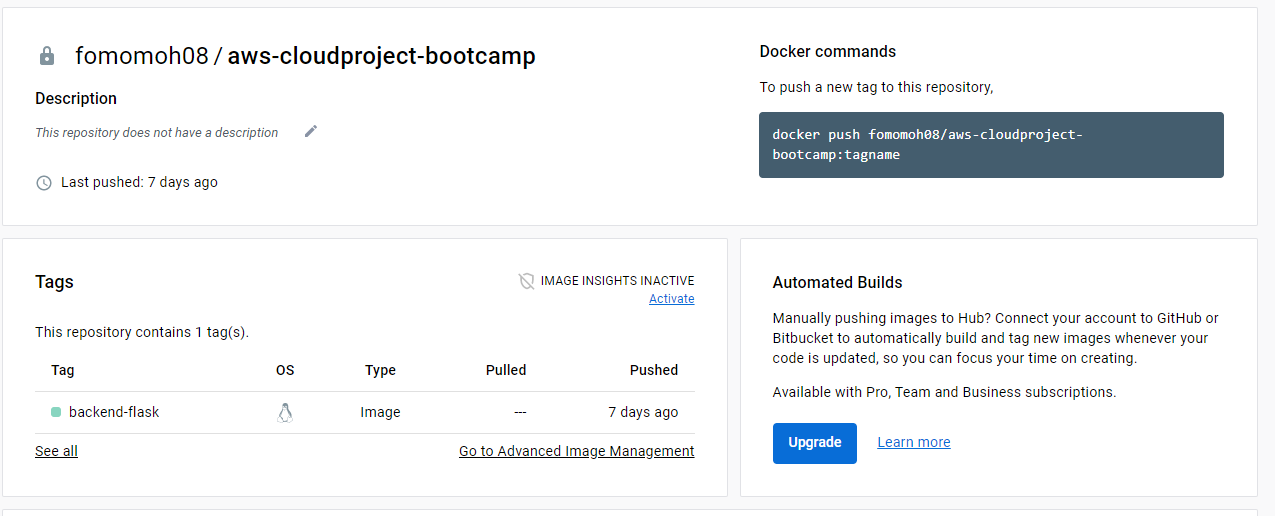 fomomoh08 / aws-cloudproject-bootcamp
Description
This repository does not have a description
Last pushed: 7 days ago
Docker commands
To push a new tag to this repository,
docker push fomomoh08/aws-cloudproject-
bootcamp:tagname
Tags
IMAGE INSIGHTS INACTIVE
Activate
This repository contains 1 tag(s).
Tag OS Type Pulled Pushed
backend-flask Image --- 7 days ago
See all Go to Advanced Image Management
Automated Builds
Manually pushing images to Hub? Connect your account to GitHub or
Bitbucket to automatically build and tag new images whenever your
code is updated, so you can focus your time on creating.
Available with Pro, Team and Business subscriptions.
Upgrade Learn more